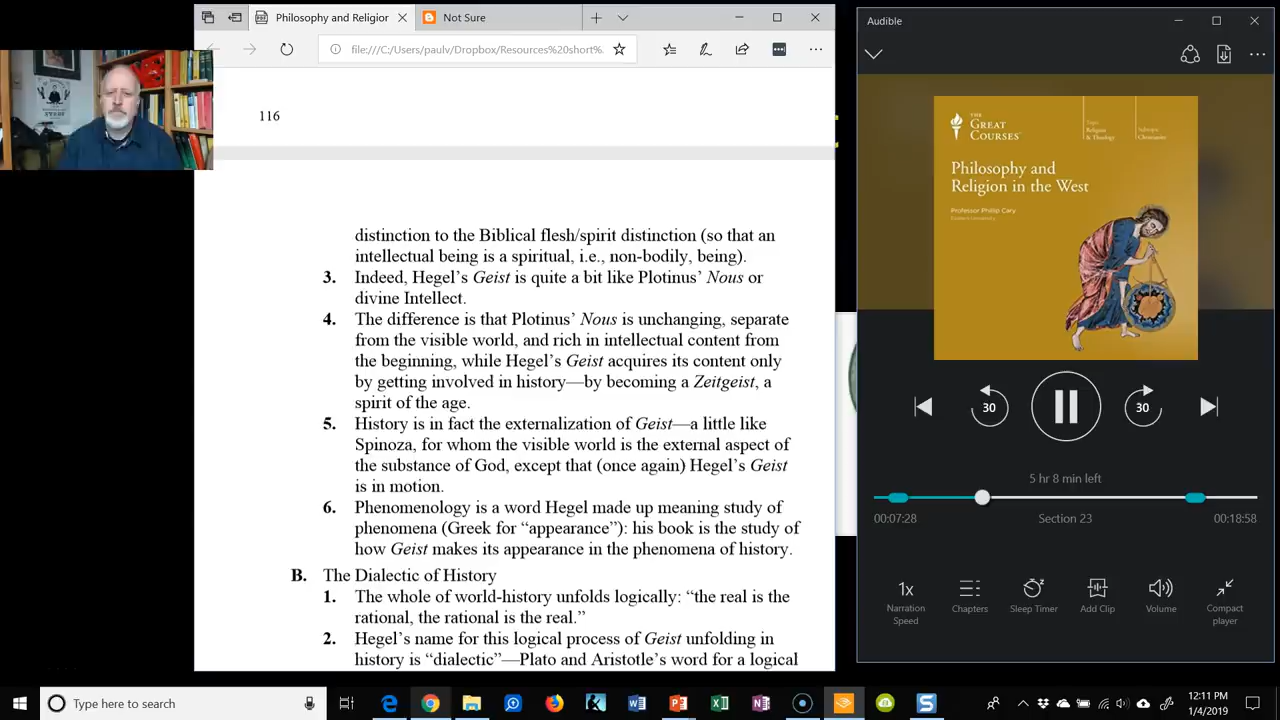 Philosophy and Religior
Not Sure
file:///C:/Users/paulv/Dropbox/Resources%20short%
116
distinction to the Biblical flesh/spirit distinction (so that an
intellectual being is a spiritual, i.e., non-bodily, being).
3. Indeed, Hegel's Geist is quite a bit like Plotinus' Nous or
divine Intellect.
4. The difference is that Plotinus' Nous is unchanging, separate
from the visible world, and rich in intellectual content from
the beginning, while Hegel's Geist acquires its content only
by getting involved in history—by becoming a Zeitgeist, a
spirit of the age.
5. History is in fact the externalization of Geist—a little like
Spinoza, for whom the visible world is the external aspect of
the substance of God, except that (once again) Hegel's Geist
is in motion.
6. Phenomenology is a word Hegel made up meaning study of
phenomena (Greek for "appearance"): his book is the study of
how Geist makes its appearance in the phenomena of history.
B. The Dialectic of History
1. The whole of world-history unfolds logically: "the real is the
rational, the rational is the real."
2. Hegel's name for this logical process of Geist unfolding in
history is "dialectic"—Plato and Aristotle's word for a logical
Audible
THE
GREAT
COURSES
Topic
Religion
& Theology
Subtopic
Christianity
Philosophy and
Religion in the West
Professor Phillip Cary
Eastern University
30
30
5 hr 8 min left
00:07:28
Section 23
00:18:58
1x
Narration
Speed
Chapters
Sleep Timer
Add Clip
Volume
Compact
player
Type here to search
12:11 PM
1/4/2019